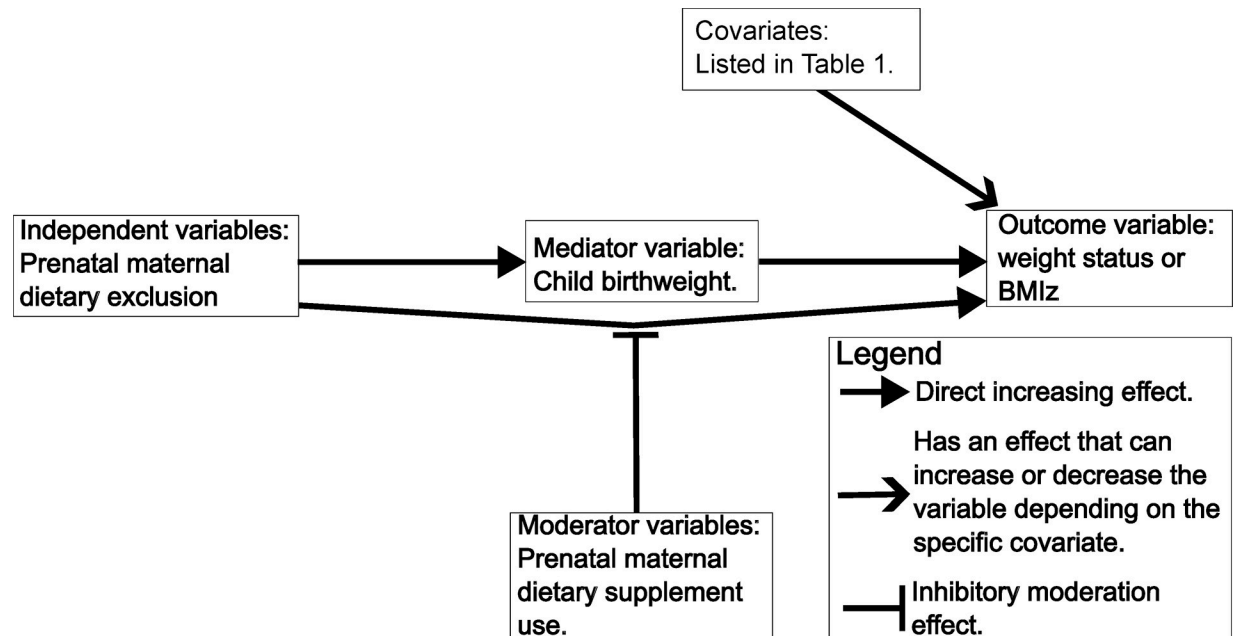 Covariates:
Listed in Table 1.
Independent variables:
Prenatal maternal
dietary exclusion
Mediator variable:
Child birthweight.
Outcome variable:
weight status or
BMIz
Moderator variables:
Prenatal maternal
dietary supplement
use.
Legend
Direct increasing effect.
Has an effect that can
increase or decrease the
variable depending on the
specific covariate.
Inhibitory moderation
effect.